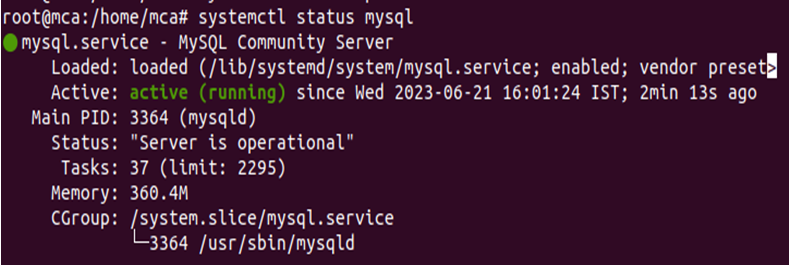 root@mca:/home/mca# systemctl status mysql
mysql.service - MySQL Community Server
Loaded: loaded (/lib/systemd/system/mysql.service; enabled; vendor preset>
Active: active (running) since Wed 2023-06-21 16:01:24 IST; 2min 13s ago
Main PID: 3364 (mysqld)
Status: "Server is operational"
Tasks: 37 (limit: 2295)
Memory: 360.4M
CGroup: /system.slice/mysql.service
└─3364 /usr/sbin/mysqld